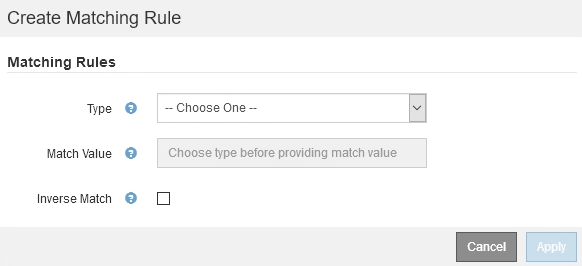 Create Matching Rule
Matching Rules
Type ? -- Choose One --
Match Value ? Choose type before providing match value
Inverse Match ?
Cancel Apply